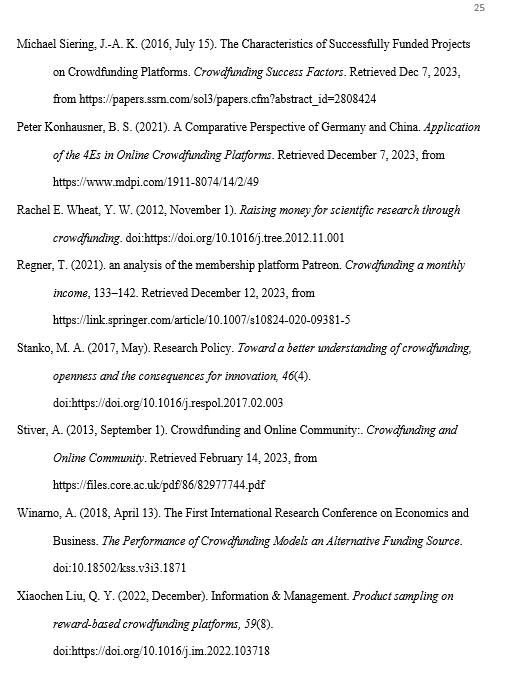 25
Michael Siering, J.-A. K. (2016, July 15). The Characteristics of Successfully Funded Projects
on Crowdfunding Platforms. Crowdfunding Success Factors. Retrieved Dec 7, 2023,
from https://papers.ssrn.com/sol3/papers.cfm?abstract_id=2808424
Peter Konhausner, B. S. (2021). A Comparative Perspective of Germany and China. Application
of the 4Es in Online Crowdfunding Platforms. Retrieved December 7, 2023, from
https://www.mdpi.com/1911-8074/14/2/49
Rachel E. Wheat, Y. W. (2012, November 1). Raising money for scientific research through
crowdfunding. doi:https://doi.org/10.1016/j.tree.2012.11.001
Regner, T. (2021). an analysis of the membership platform Patreon. Crowdfunding a monthly
income, 133–142. Retrieved December 12, 2023, from
https://link.springer.com/article/10.1007/s10824-020-09381-5
Stanko, M. A. (2017, May). Research Policy. Toward a better understanding of crowdfunding,
openness and the consequences for innovation, 46(4).
doi:https://doi.org/10.1016/j.respol.2017.02.003
Stiver, A. (2013, September 1). Crowdfunding and Online Community:. Crowdfunding and
Online Community. Retrieved February 14, 2023, from
https://files.core.ac.uk/pdf/86/82977744.pdf
Winarno, A. (2018, April 13). The First International Research Conference on Economics and
Business. The Performance of Crowdfunding Models an Alternative Funding Source.
doi:10.18502/kss.v3i3.1871
Xiaochen Liu, Q. Y. (2022, December). Information & Management. Product sampling on
reward-based crowdfunding platforms, 59(8).
doi:https://doi.org/10.1016/j.im.2022.103718